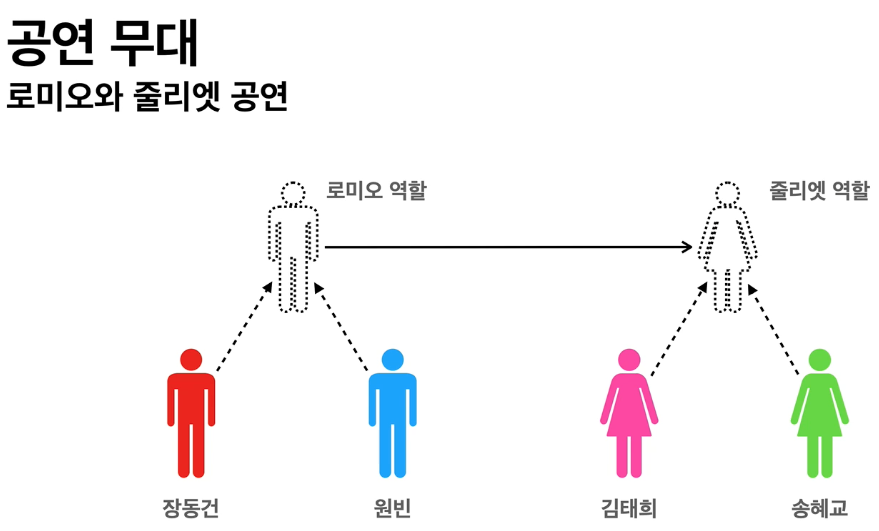 공연 무대
로미오와 줄리엣 공연
로미오 역할
줄리엣 역할
장동건
원빈
김태희
송혜교